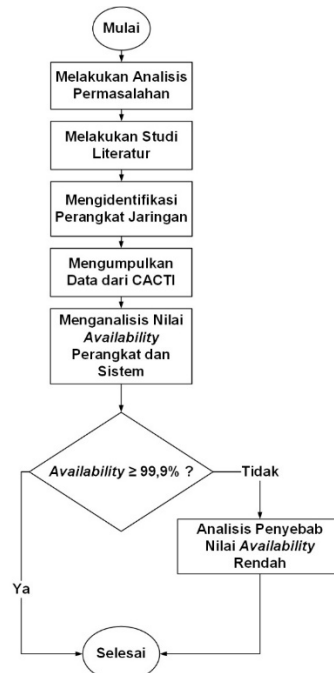 Mulai
Melakukan Analisis
Permasalahan
Melakukan Studi
Literatur
Mengidentifikasi
Perangkat Jaringan
Mengumpulkan
Data dari CACTI
Menganalisis Nilai
Availability
Perangkat dan
Sistem
Availability ≥ 99,9% ?
Tidak
Analisis Penyebab
Nilai Availability
Rendah
Ya
Selesai